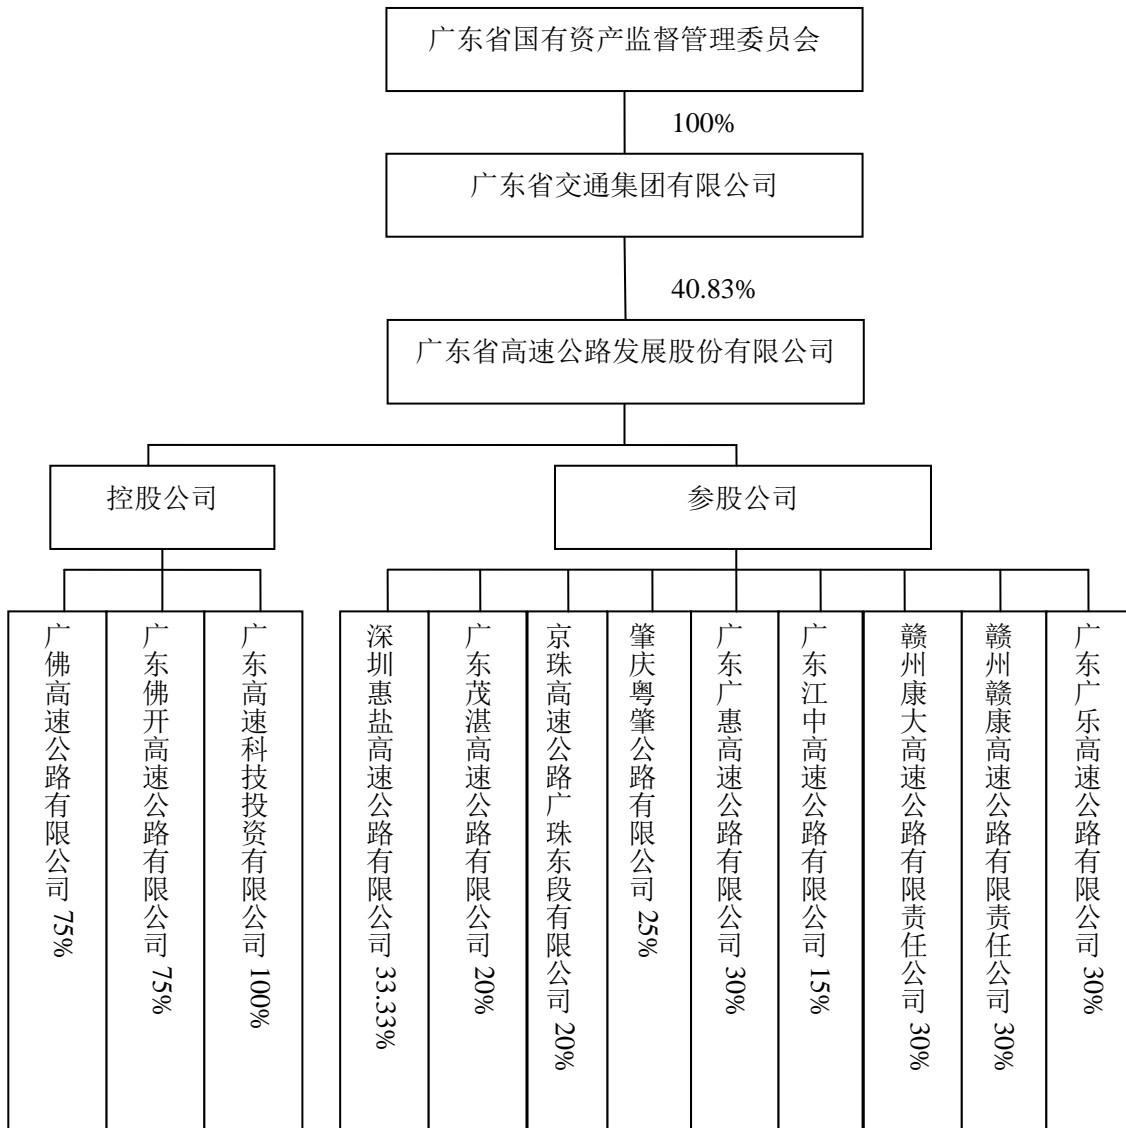 广东省国有资产监督管理委员会
100%
广东省交通集团有限公司
40.83%
广东省高速公路发展股份有限公司
控股公司
参股公司
广佛高速公路有限公司 75%
广东佛开高速公路有限公司 75%
广东高速科技投资有限公司 100%
深圳惠盐高速公路有限公司 33.33%
广东茂湛高速公路有限公司 20%
京珠高速公路广珠东段有限公司 20%
肇庆粤肇公路有限公司 25%
广东广惠高速公路有限公司 30%
广东江中高速公路有限公司 15%
赣州康大高速公路有限责任公司 30%
赣州赣康高速公路有限责任公司 30%
广东广乐高速公路有限公司 30%